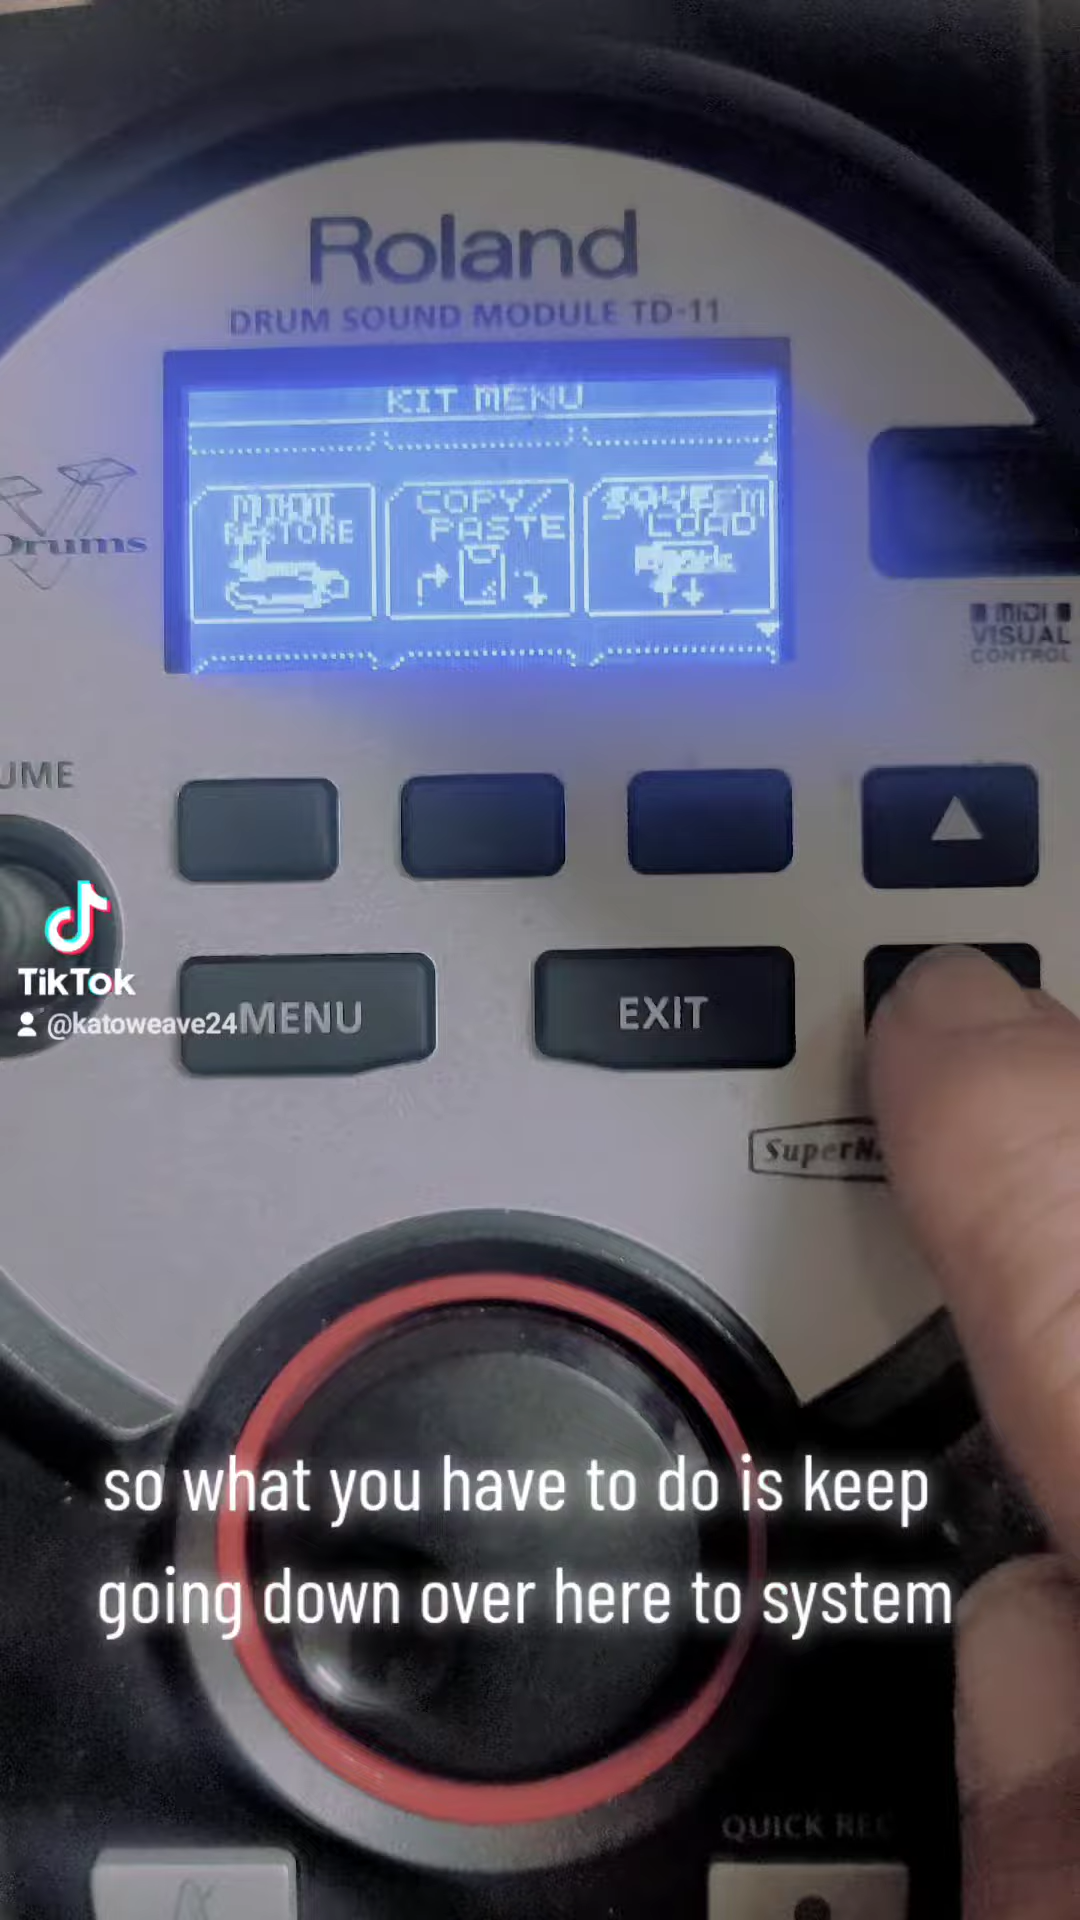 Roland
DRUM SOUND MODULE TD-11
KIT MENU
RESTORE
COPY/
PASTE
LOAD
Drums
MIDI
VISUAL
CONTROL
UME
TikTok
@katoweave24
MENU
EXIT
SuperN
so what you have to do is keep
going down over here to system
QUICK REC